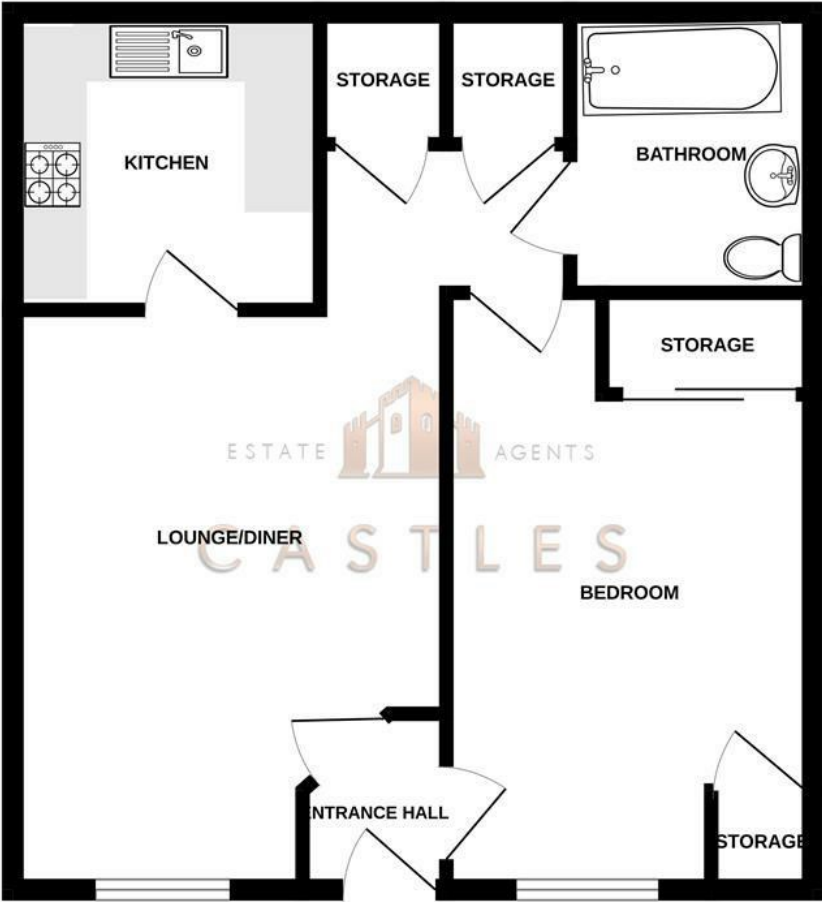 STORAGE
STORAGE
KITCHEN
BATHROOM
STORAGE
ESTATE AGENTS
CASTLES
LOUNGE/DINER
BEDROOM
ENTRANCE HALL
STORAGE